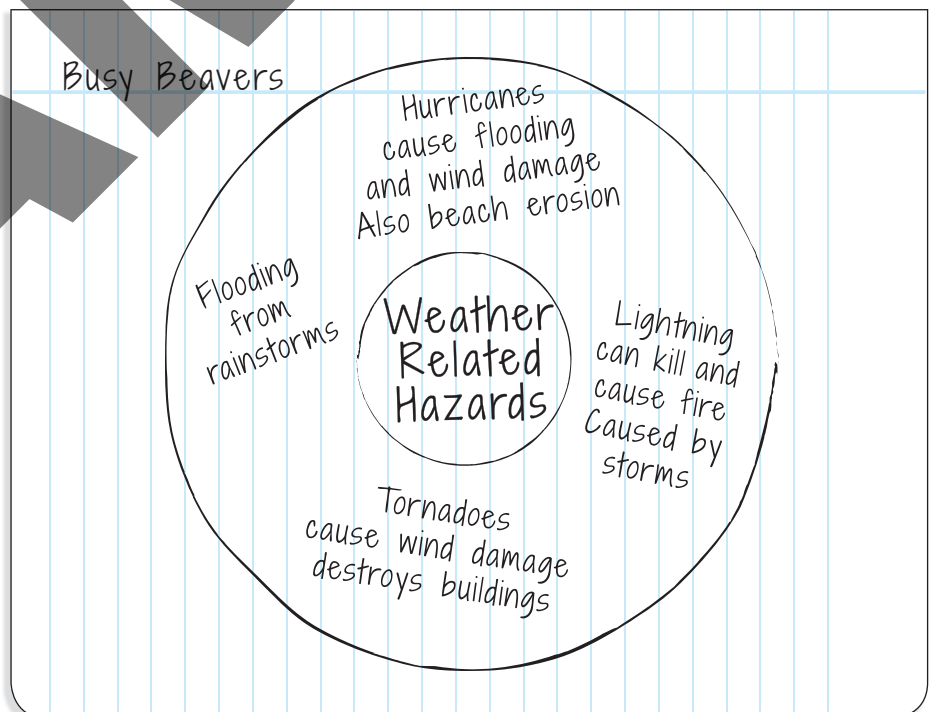 Busy Beavers
Hurricanes
cause flooding
and wind damage
Also beach erosion
Flooding
from
rainstorms
Weather
Related
Hazards
Lightning
can kill and
cause fire
Caused by
storms
Tornadoes
cause wind damage
destroys buildings